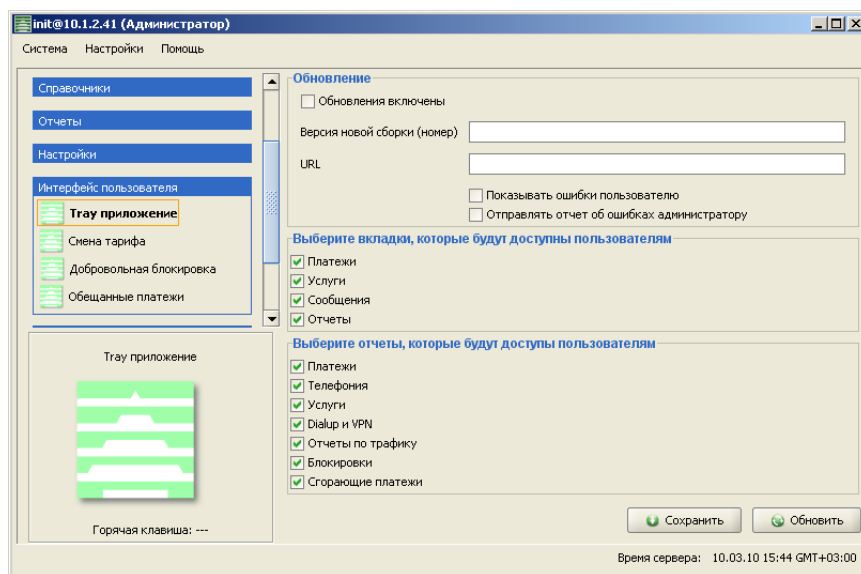 init@10.1.2.41 (Администратор)
Система Настройки Помощь
Справочники
Отчеты
Настройки
Интерфейс пользователя
Tray приложение
Смена тарифа
Добровольная блокировка
Обещанные платежи
Tray приложение
Горячая клавиша: ---
Обновление
Обновления включены
Версия новой сборки (номер)
URL
Показывать ошибки пользователю
Отправлять отчет об ошибках администратору
Выберите вкладки, которые будут доступны пользователям
Платежи
Услуги
Сообщения
Отчеты
Выберите отчеты, которые будут доступы пользователям
Платежи
Телефония
Услуги
Dialup и VPN
Отчеты по трафику
Блокировки
Сгорающие платежи
Сохранить Обновить
Время сервера: 10.03.10 15:44 GMT+03:00